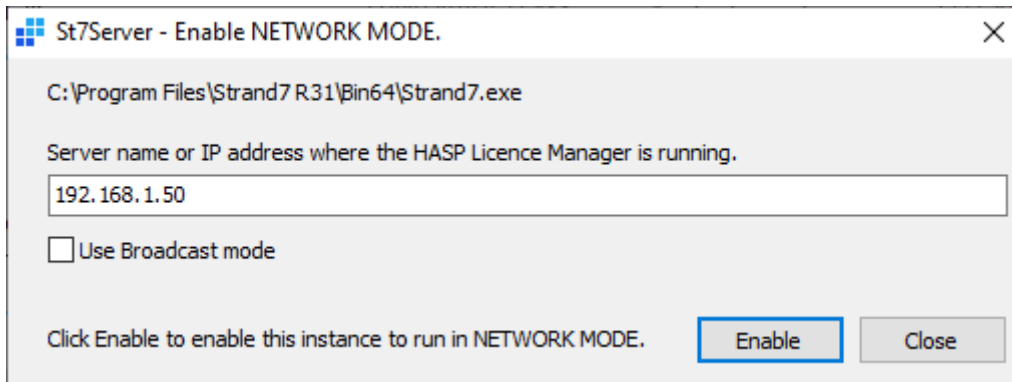 St7Server - Enable NETWORK MODE.
C:\Program Files\Strand7 R31\Bin64\Strand7.exe
Server name or IP address where the HASP Licence Manager is running.
192.168.1.50
Use Broadcast mode
Click Enable to enable this instance to run in NETWORK MODE. Enable Close